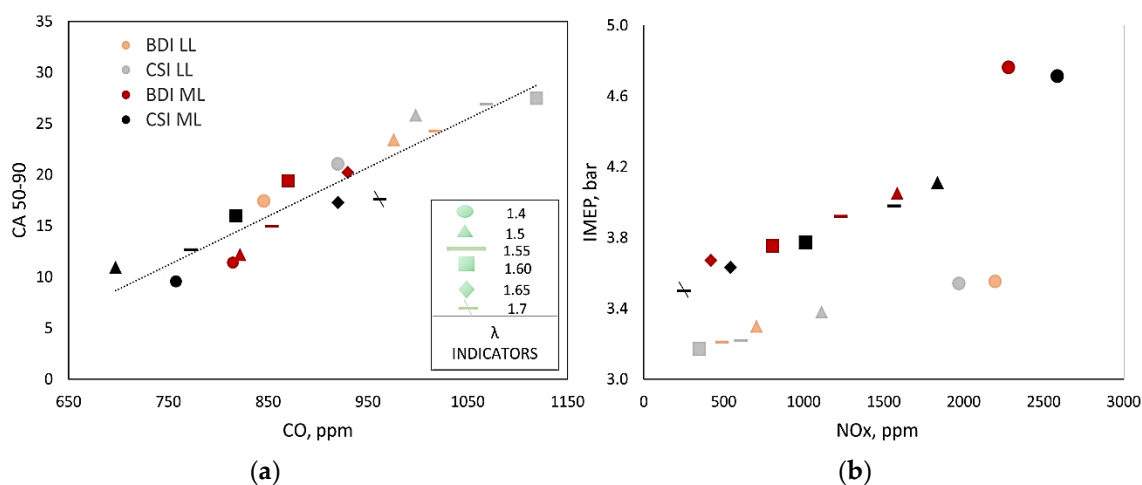 35
30
25
20
15
10
5
0
CA 50-90
BDI LL
CSI LL
BDI ML
CSI ML
1.4
1.5
1.55
1.60
1.65
1.7
λ
INDICATORS
650 750 850 950 1050 1150
CO, ppm
(a)
5.0
4.6
4.2
3.8
3.4
3.0
IMEP, bar
0 500 1000 1500 2000 2500 3000
NOx, ppm
(b)